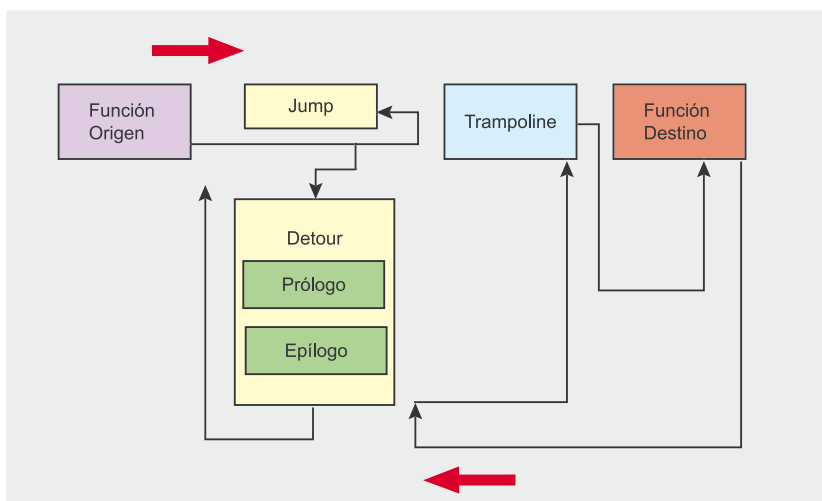 Función
Origen
Jump
Trampoline
Función
Destino
Detour
Prólogo
Epílogo